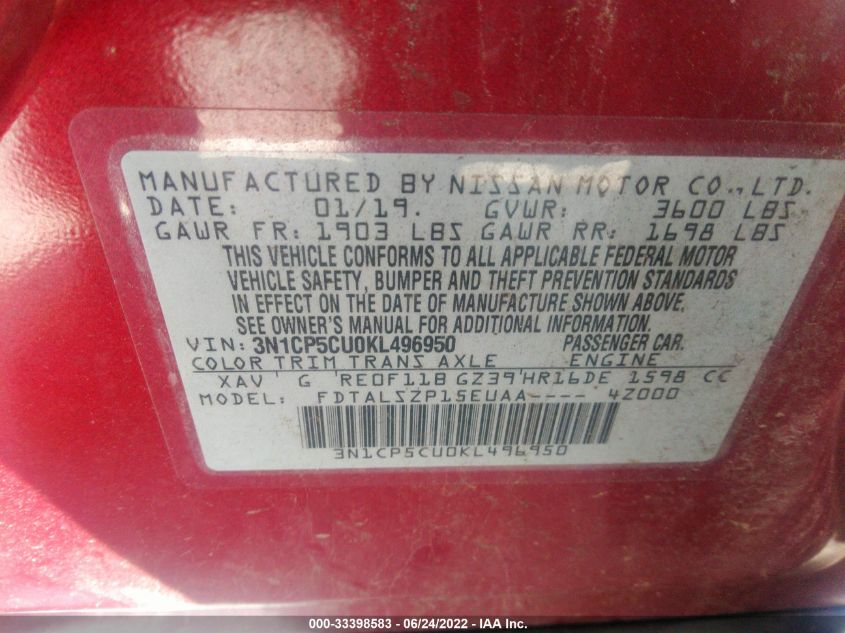 MANUFACTURED BY NISSAN MOTOR CO., LTD.
DATE: 01/19. GVWR: 3600 LBS
GAWR FR: 1903 LBS GAWR RR: 1698 LBS
THIS VEHICLE CONFORMS TO ALL APPLICABLE FEDERAL MOTOR
VEHICLE SAFETY, BUMPER AND THEFT PREVENTION STANDARDS
IN EFFECT ON THE DATE OF MANUFACTURE SHOWN ABOVE.
SEE OWNER'S MANUAL FOR ADDITIONAL INFORMATION.
VIN: 3N1CP5CU0KL496950 PASSENGER CAR.
COLOR TRIM TRANS AXLE ENGINE
XAV G RE0F11B GZ39 HR16DE 1598 CC
MODEL: FDTALSZP15EUAA---- 4Z000
3N1CP5CU0KL496950
000-33398583 - 06/24/2022 - IAA Inc.